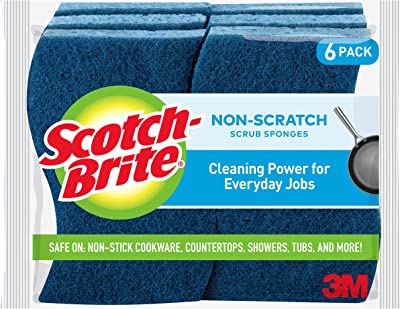 6 PACK
Scotch-
Brite®
NON-SCRATCH
SCRUB SPONGES
Cleaning Power for
Everyday Jobs
SAFE ON: NON-STICK COOKWARE, COUNTERTOPS, SHOWERS, TUBS, AND MORE!
3M